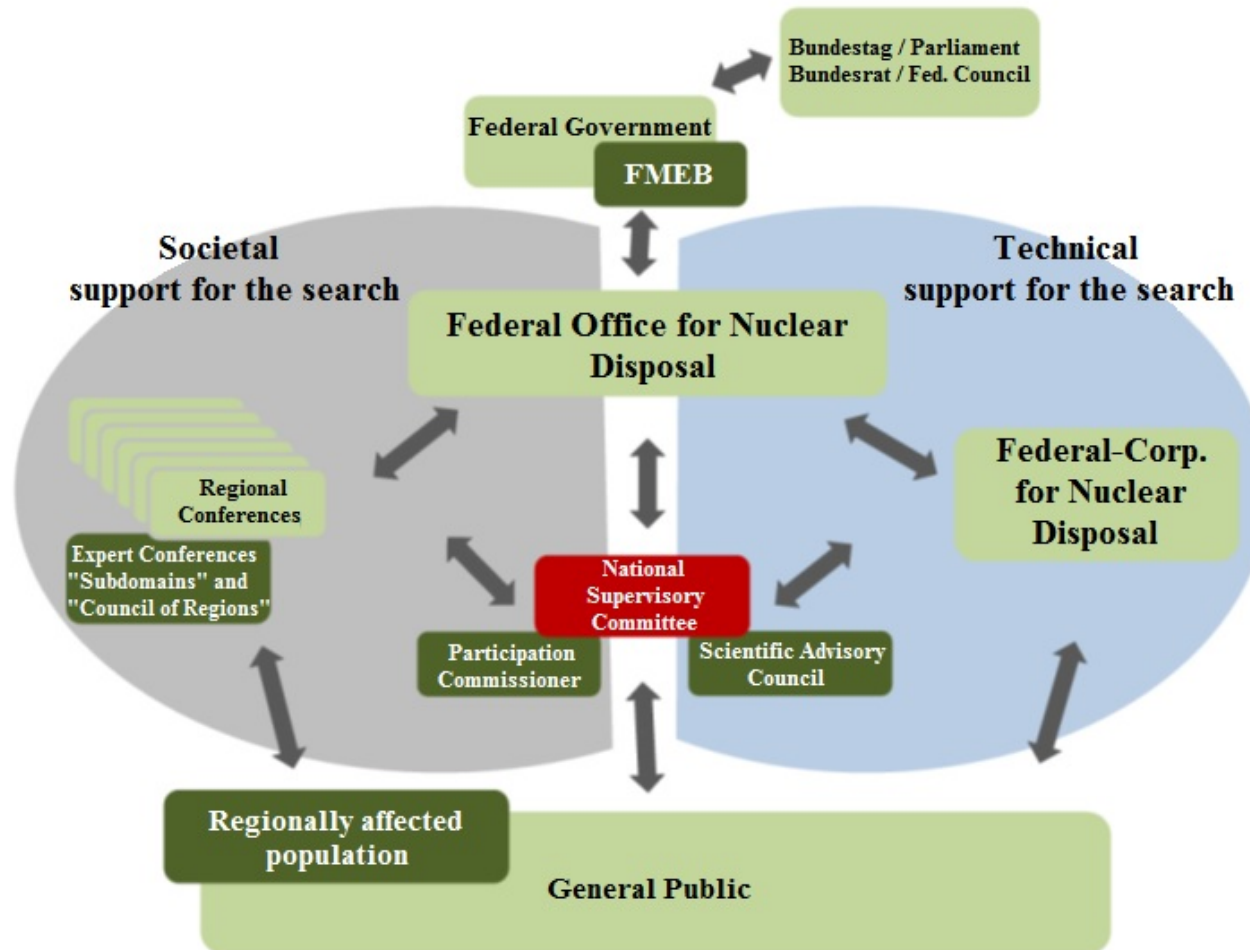 Bundestag / Parliament
Bundesrat / Fed. Council
Federal Government
FMEB
Societal
support for the search
Technical
support for the search
Federal Office for Nuclear
Disposal
Regional
Conferences
Expert Conferences
"Subdomains" and
"Council of Regions"
Federal-Corp.
for Nuclear
Disposal
National
Supervisory
Committee
Participation
Commissioner
Scientific Advisory
Council
Regionally affected
population
General Public